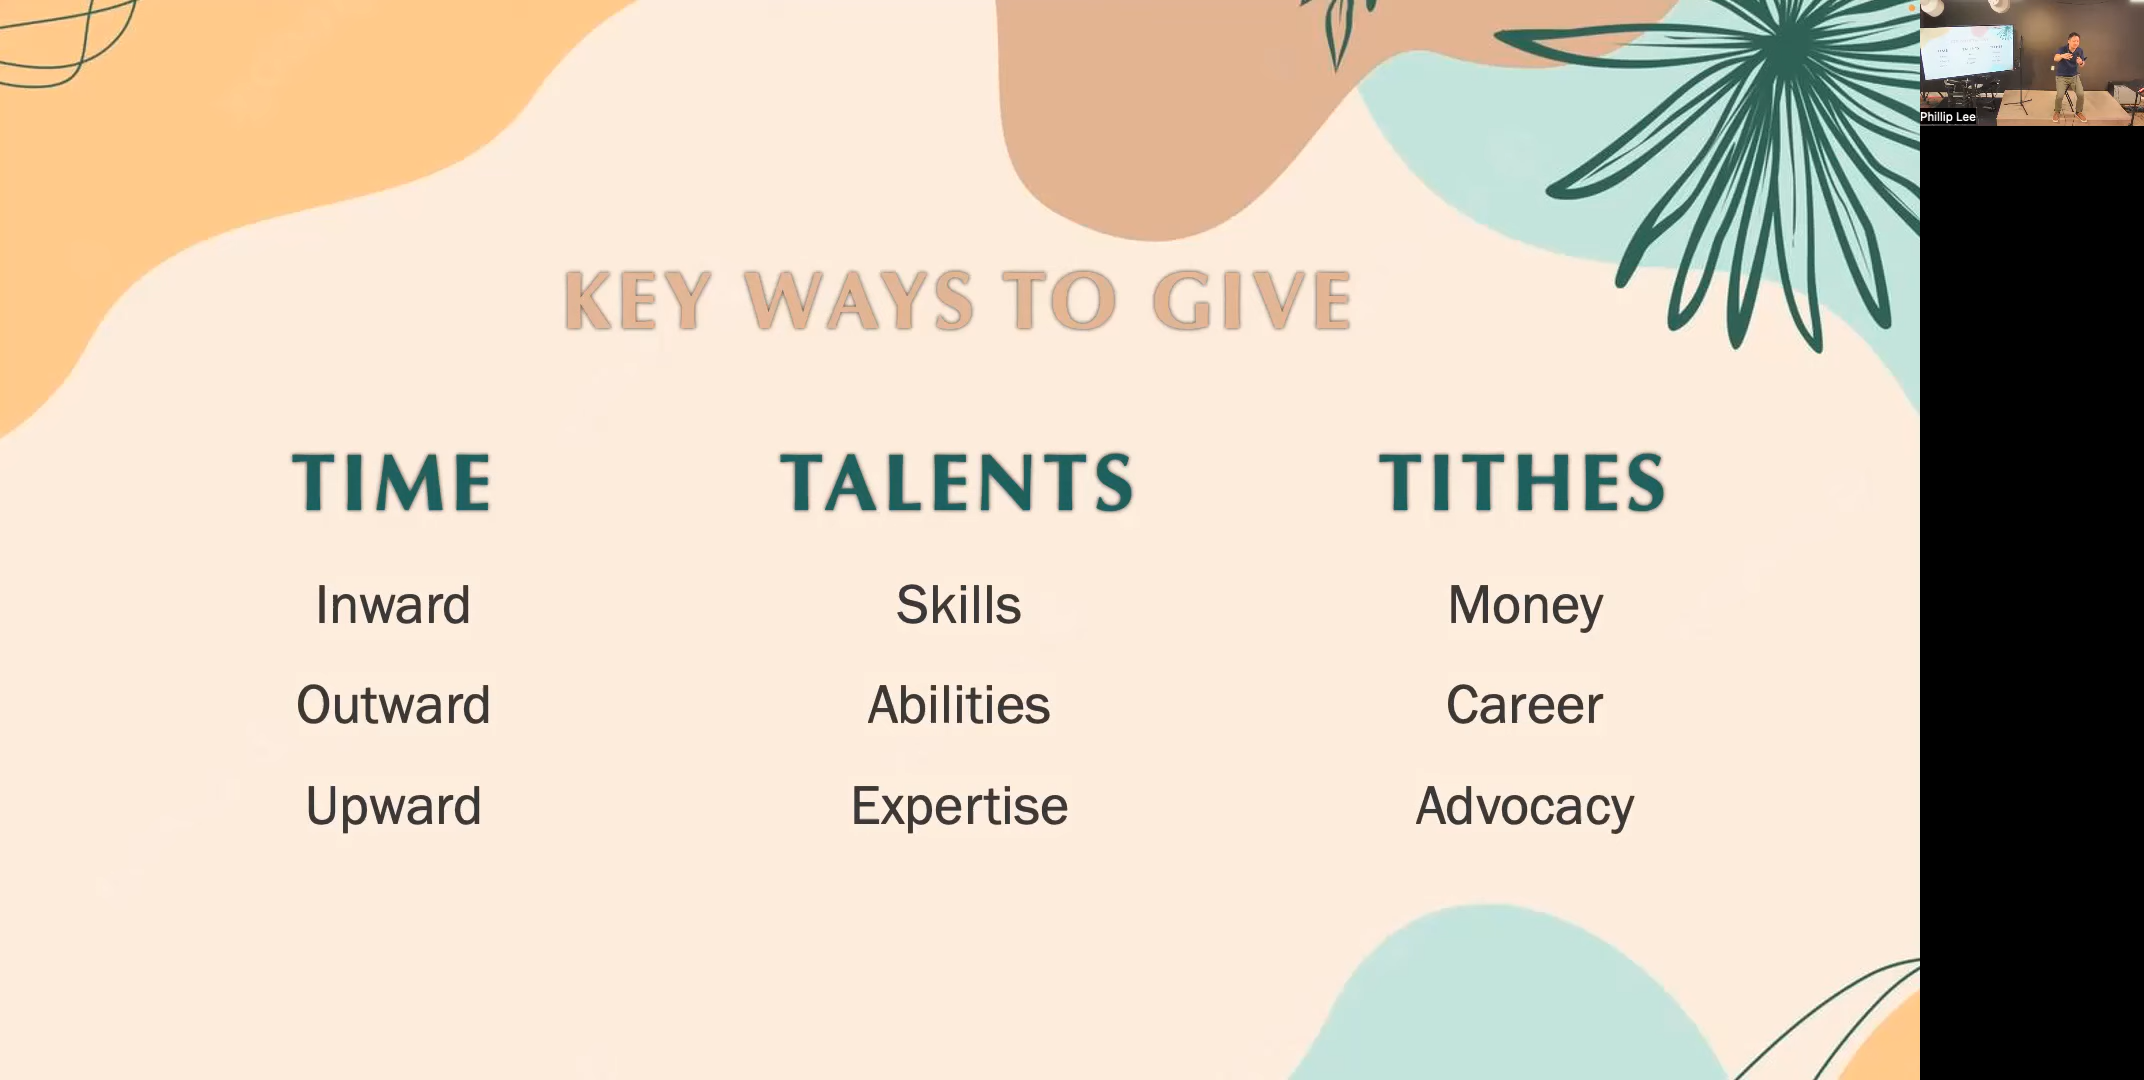 KEY WAYS TO GIVE
TIME
Inward
Outward
Upward
TALENTS
Skills
Abilities
Expertise
TITHES
Money
Career
Advocacy
Phillip Lee